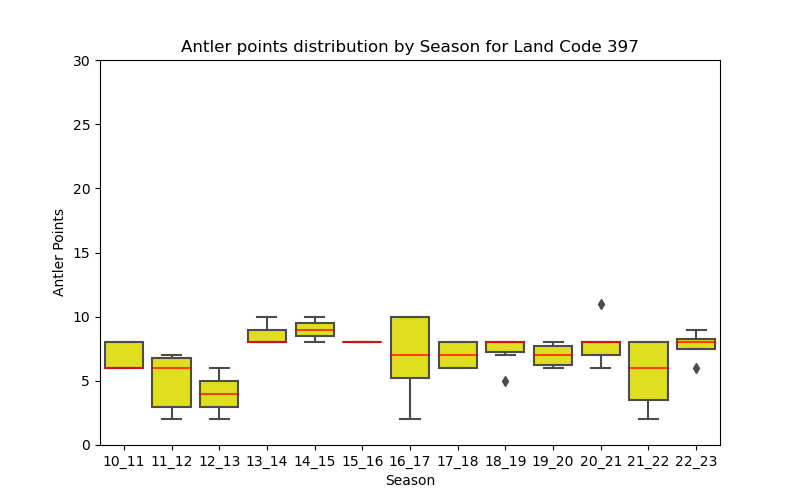 Antler points distribution by Season for Land Code 397
Antler Points
30
25
20
15
10
5
0
10_11 11_12 12_13 13_14 14_15 15_16 16_17 17_18 18_19 19_20 20_21 21_22 22_23
Season